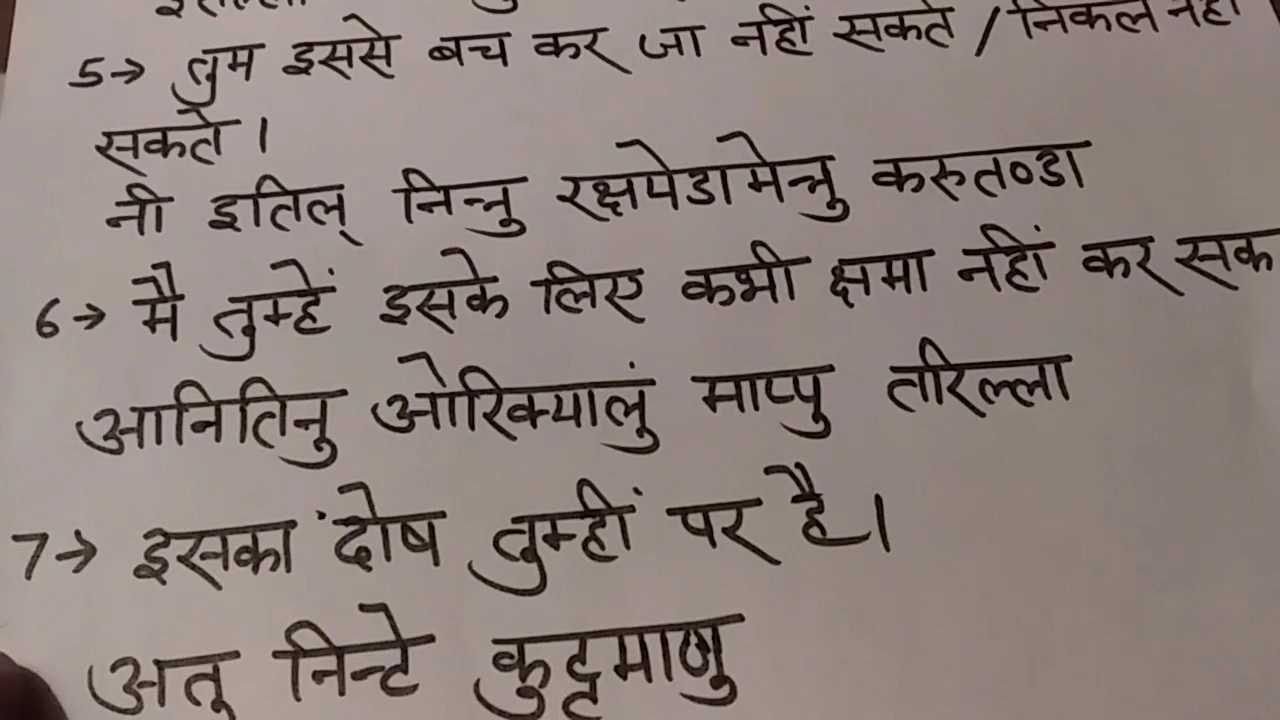 5→ तुम इससे बच कर जा नहीं सकते / निकल नहीं
सकते।
नी इतिल् निन्नु रक्षपेडामेन्नु करुतण्डा
6→ मै तुम्हें इसके लिए कभी क्षमा नहीं कर सक
आनितिनु ओरिक्यालुं माप्पु तरिल्ला
7→ इसका दोष तुम्हीं पर है।
अतु निन्टे कुट्टमाणु